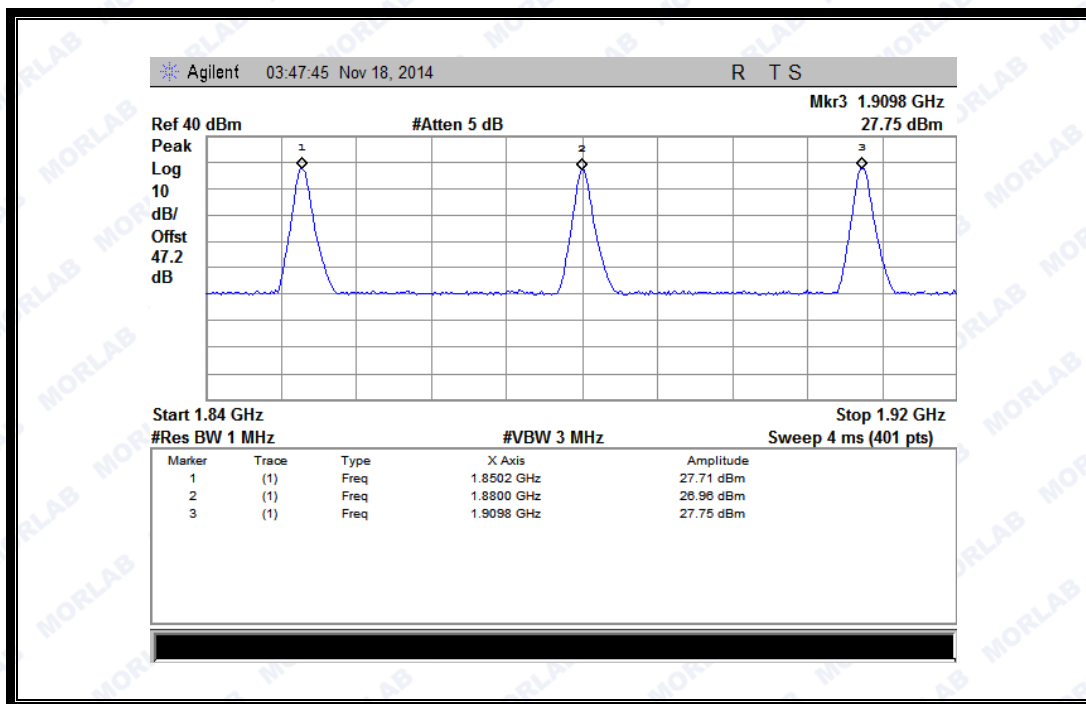 Agilent 03:47:45 Nov 18, 2014 R T S
Mkr3 1.9098 GHz
Ref 40 dBm #Atten 5 dB 27.75 dBm
Peak
Log
10
dB/
Offst
47.2
dB
1 2 3
Start 1.84 GHz Stop 1.92 GHz
#Res BW 1 MHz #VBW 3 MHz Sweep 4 ms (401 pts)
Marker Trace Type X Axis Amplitude
1 (1) Freq 1.8502 GHz 27.71 dBm
2 (1) Freq 1.8800 GHz 26.96 dBm
3 (1) Freq 1.9098 GHz 27.75 dBm
MORLAB